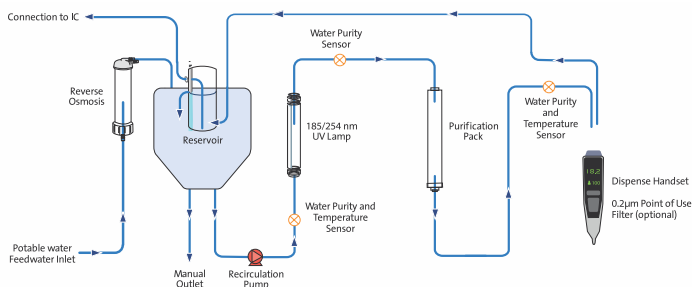 Connection to IC
Reverse
Osmosis
Reservoir
Potable water
Feedwater Inlet
Manual
Outlet
Recirculation
Pump
Water Purity and
Temperature
Sensor
185/254 nm
UV Lamp
Water Purity
Sensor
Purification
Pack
Water Purity
and
Temperature
Sensor
18.2
100
Dispense Handset
0.2µm Point of Use
Filter (optional)